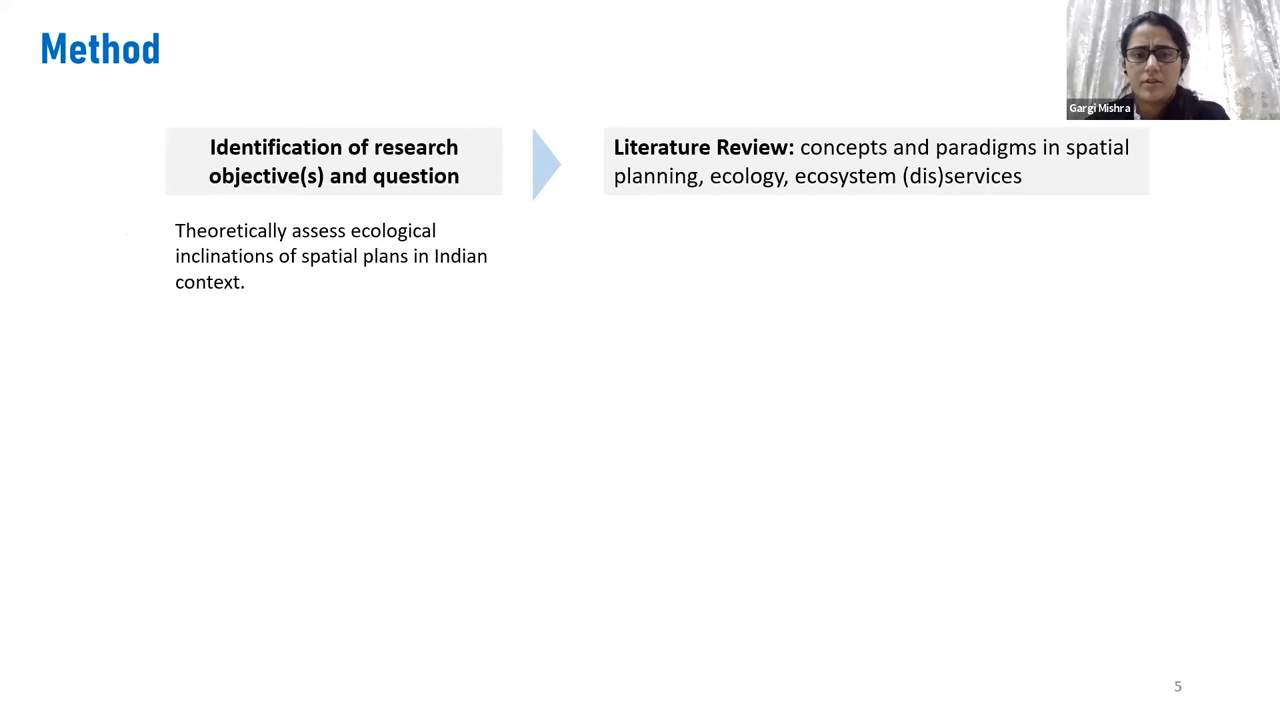 Method
Gargi Mishra
Identification of research
objective(s) and question
Literature Review: concepts and paradigms in spatial
planning, ecology, ecosystem (dis)services
Theoretically assess ecological
inclinations of spatial plans in Indian
context.
5